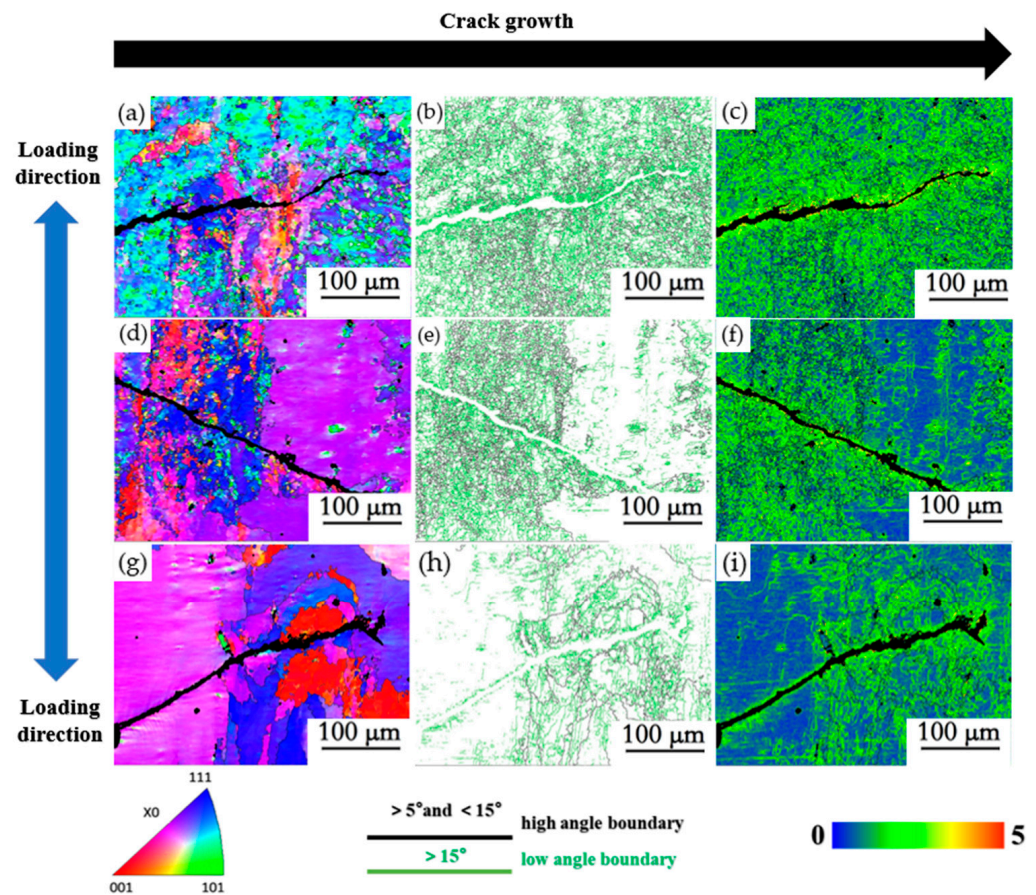 Crack growth
Loading
direction
(a)
100 μm
(b)
100 μm
(c)
100 μm
(d)
100 μm
(e)
100 μm
(f)
100 μm
(g)
100 μm
(h)
100 μm
(i)
100 μm
Loading
direction
111
X0
001
101
> 5°and < 15°
high angle boundary
> 15°
low angle boundary
0
5